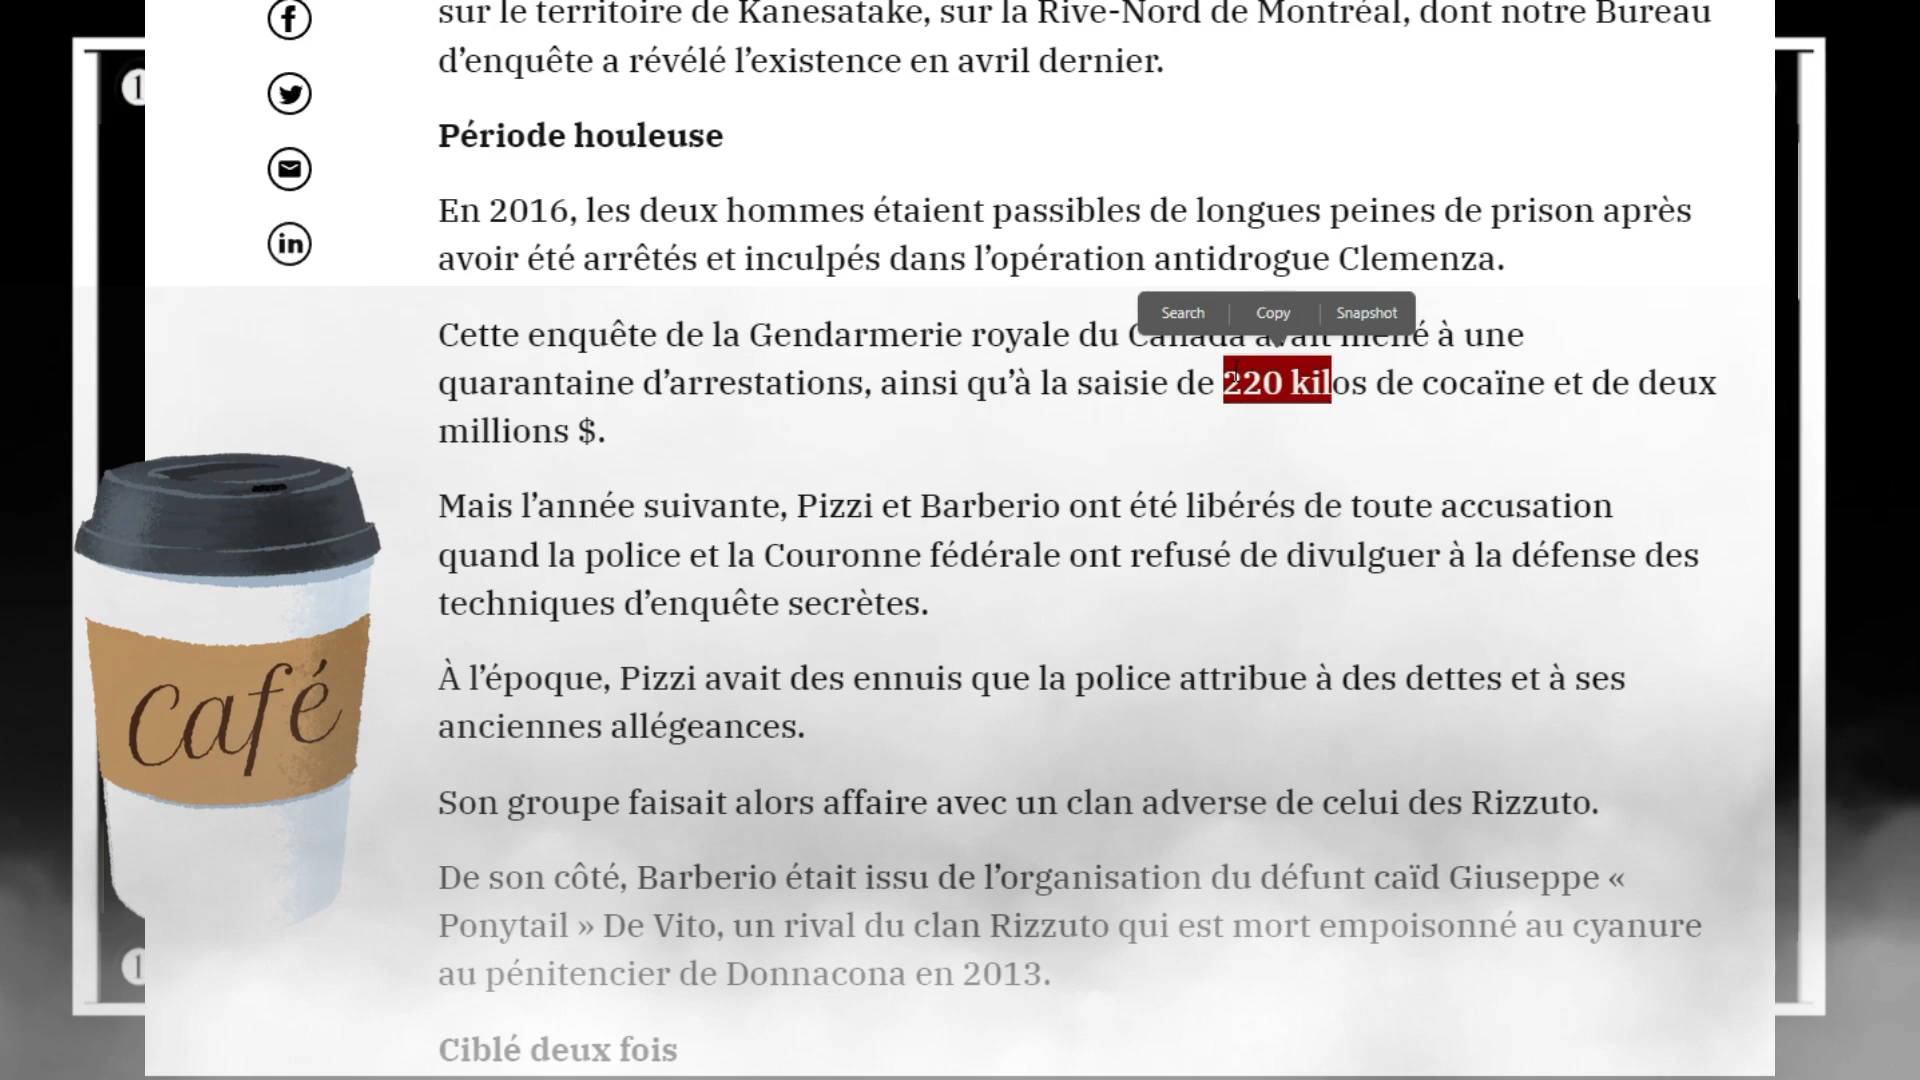 sur le territoire de Kanesatake, sur la Rive-Nord de Montréal, dont notre Bureau
d’enquête a révélé l’existence en avril dernier.
Période houleuse
En 2016, les deux hommes étaient passibles de longues peines de prison après
avoir été arrêtés et inculpés dans l’opération antidrogue Clemenza.
Search Copy Snapshot
Cette enquête de la Gendarmerie royale du Canada avait mené à une
quarantaine d’arrestations, ainsi qu’à la saisie de 220 kilos de cocaïne et de deux
millions $.
Mais l’année suivante, Pizzi et Barberio ont été libérés de toute accusation
quand la police et la Couronne fédérale ont refusé de divulguer à la défense des
techniques d’enquête secrètes.
À l’époque, Pizzi avait des ennuis que la police attribue à des dettes et à ses
anciennes allégeances.
Son groupe faisait alors affaire avec un clan adverse de celui des Rizzuto.
De son côté, Barberio était issu de l’organisation du défunt caïd Giuseppe «
Ponytail » De Vito, un rival du clan Rizzuto qui est mort empoisonné au cyanure
au pénitencier de Donnacona en 2013.
Ciblé deux fois
Café